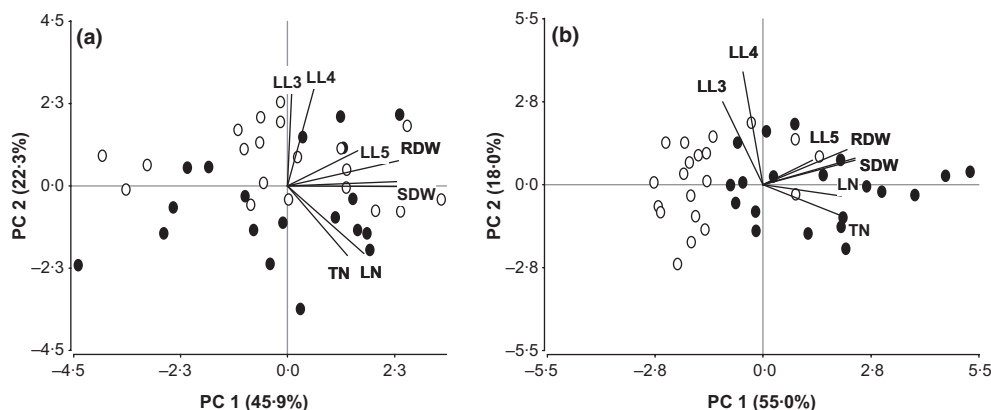 (a)
4·5
2·3
0·0
–2·3
–4·5
PC 2 (22·3%)
LL3
LL4
LL5
RDW
SDW
TN
LN
–4·5
–2·3
0·0
2·3
PC 1 (45·9%)
(b)
5·5
2·8
0·0
–2·8
–5·5
PC 2 (18·0%)
LL4
LL3
LL5
RDW
SDW
LN
TN
–5·5
–2·8
0·0
2·8
5·5
PC 1 (55·0%)